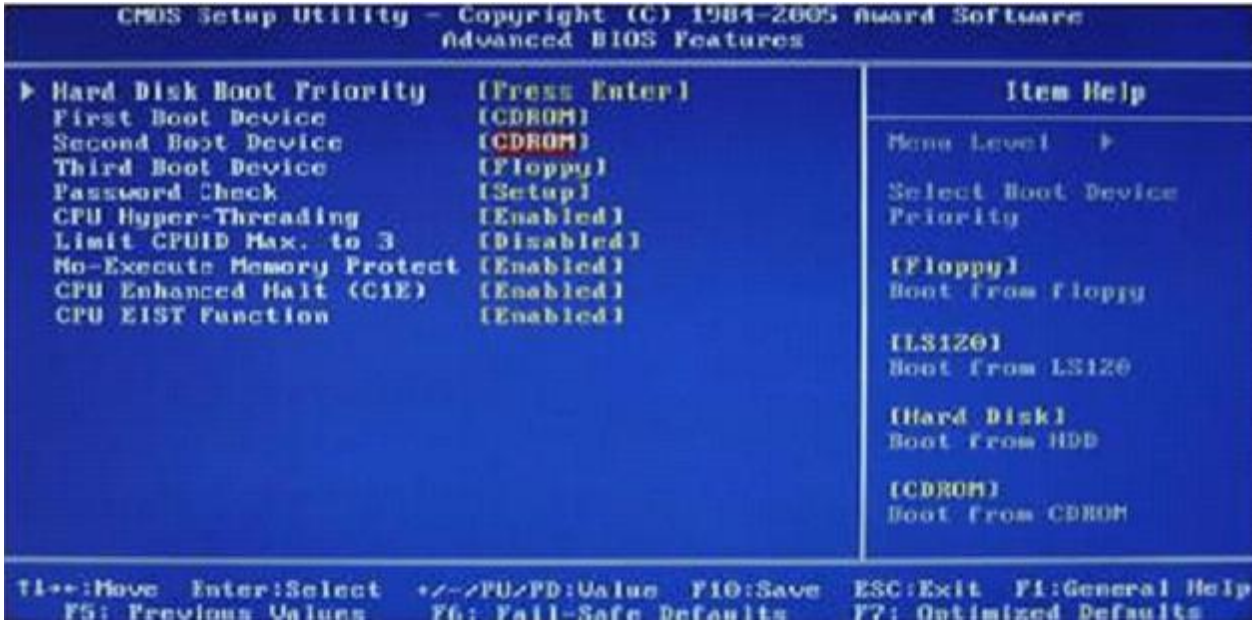 CMOS Setup Utility - Copyright (C) 1984-2005 Award Software
Advanced BIOS Features
Hard Disk Boot Priority [Press Enter]
First Boot Device [CDROM]
Second Boot Device [CDROM]
Third Boot Device [Floppy]
Password Check [Setup]
CPU Hyper-Threading [Enabled]
Limit CPUID Max. to 3 [Disabled]
No-Execute Memory Protect [Enabled]
CPU Enhanced Halt (C1E) [Enabled]
CPU EIST Function [Enabled]
Item Help
Menu Level
Select Boot Device
Priority
[Floppy]
Boot from floppy
[LS120]
Boot from LS120
[Hard Disk]
Boot from HDD
[CDROM]
Boot from CDROM
↑↓→←:Move Enter:Select +/-/PU/PD:Value F10:Save ESC:Exit F1:General Help
F5: Previous Values F6: Fail-Safe Defaults F7: Optimized Defaults